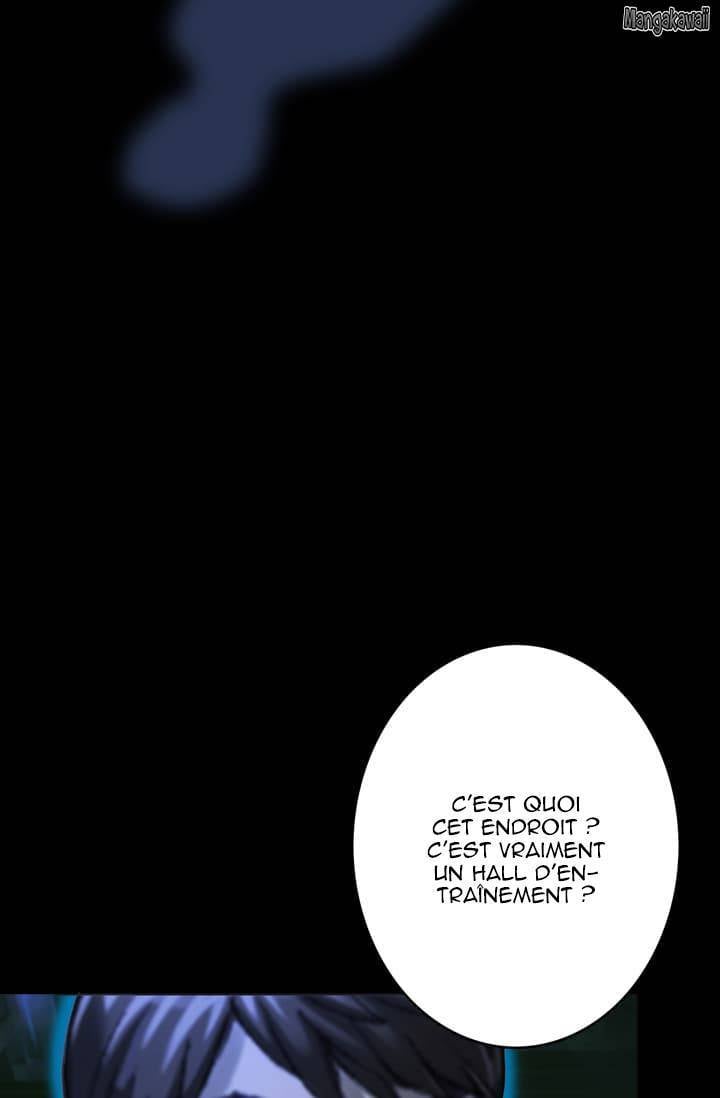 Mangakawaii
C'EST QUOI
CET ENDROIT ?
C'EST VRAIMENT
UN HALL D'EN-
TRAÎNEMENT ?